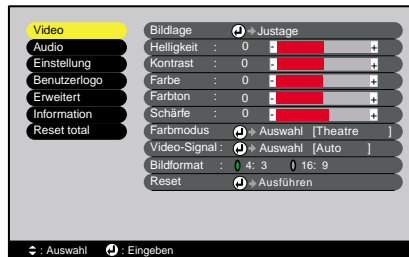 Video
Audio
Einstellung
Benutzerlogo
Erweitert
Information
Reset total
Bildlage Justage
Helligkeit : 0 - +
Kontrast : 0 - +
Farbe : 0 - +
Farbton : 0 - +
Schärfe : 0 - +
Farbmodus Auswahl [Theatre ]
Video-Signal : Auswahl [Auto ]
Bildformat : 4: 3 16: 9
Reset Ausführen
: Auswahl : Eingeben